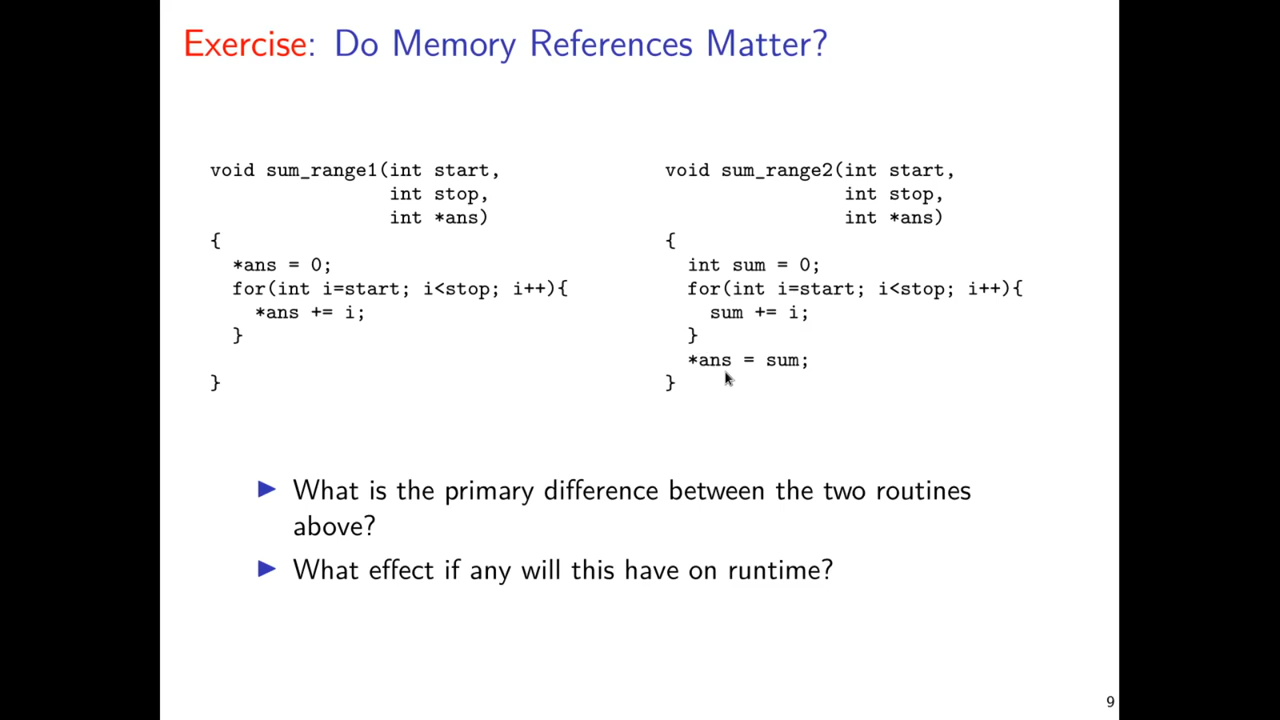 Exercise: Do Memory References Matter?
void sum_range1(int start,
int stop,
int *ans)
{
*ans = 0;
for(int i=start; i<stop; i++){
*ans += i;
}
}
void sum_range2(int start,
int stop,
int *ans)
{
int sum = 0;
for(int i=start; i<stop; i++){
sum += i;
}
*ans = sum;
}
▶ What is the primary difference between the two routines
above?
▶ What effect if any will this have on runtime?
9